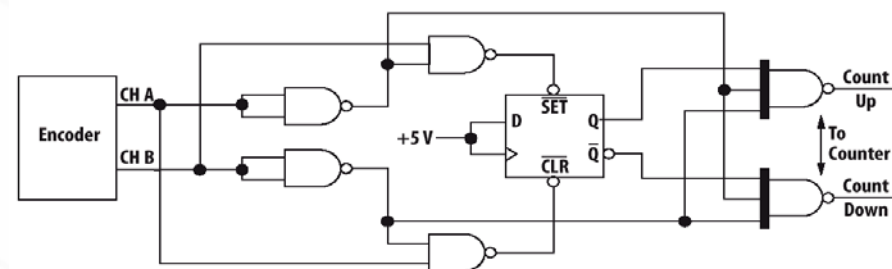 Encoder
CH A
CH B
+5 V
D
SET
Q
CLR
Q
Count
Up
To
Counter
Count
Down